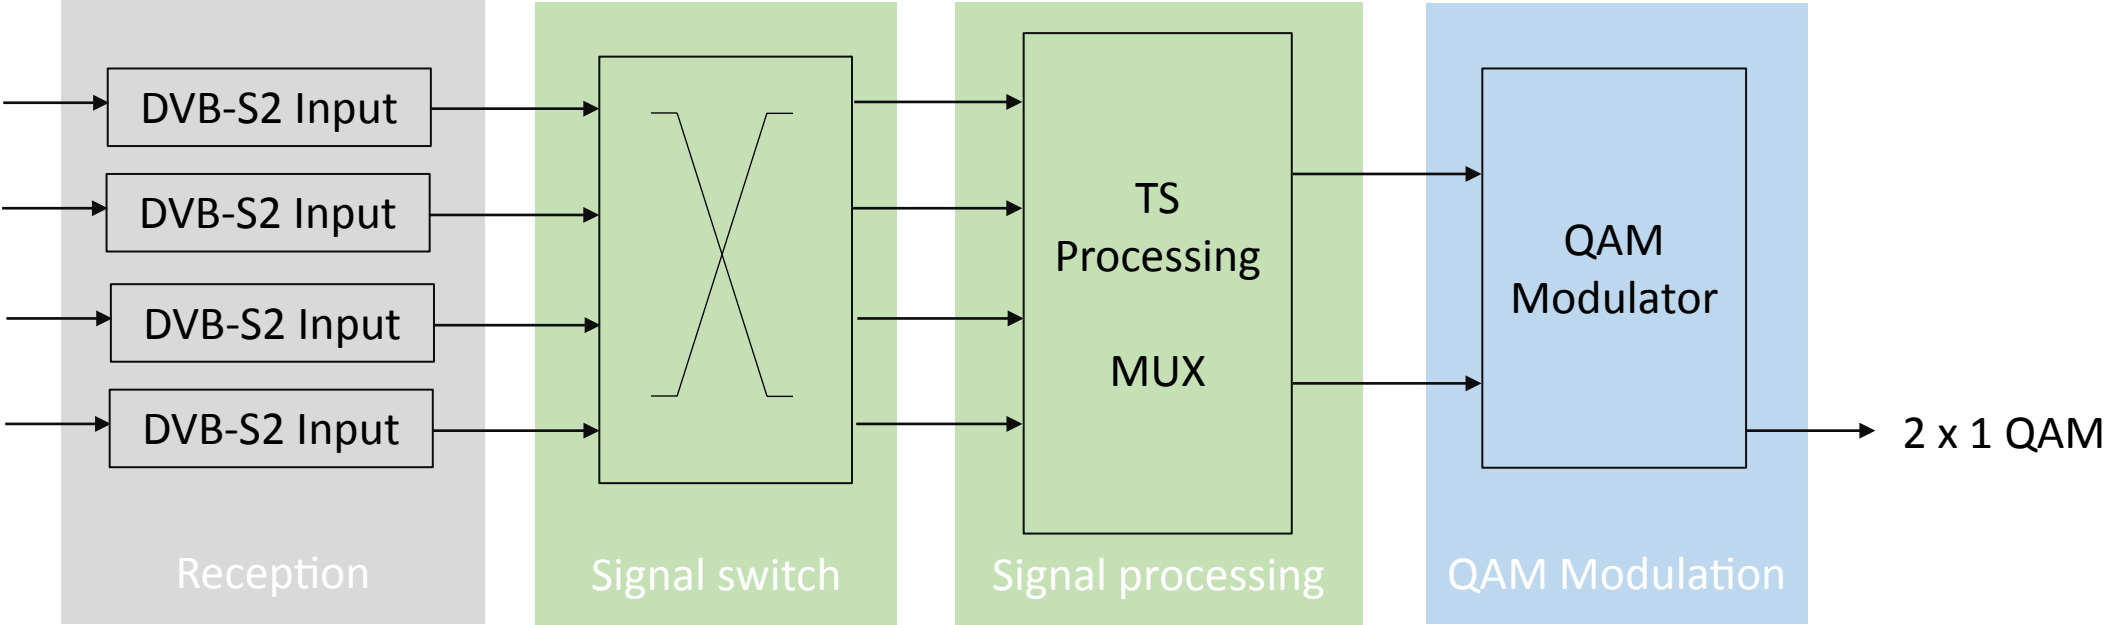 DVB-S2 Input
DVB-S2 Input
DVB-S2 Input
DVB-S2 Input
Reception
Signal switch
TS
Processing
MUX
Signal processing
QAM
Modulator
QAM Modulation
2 x 1 QAM